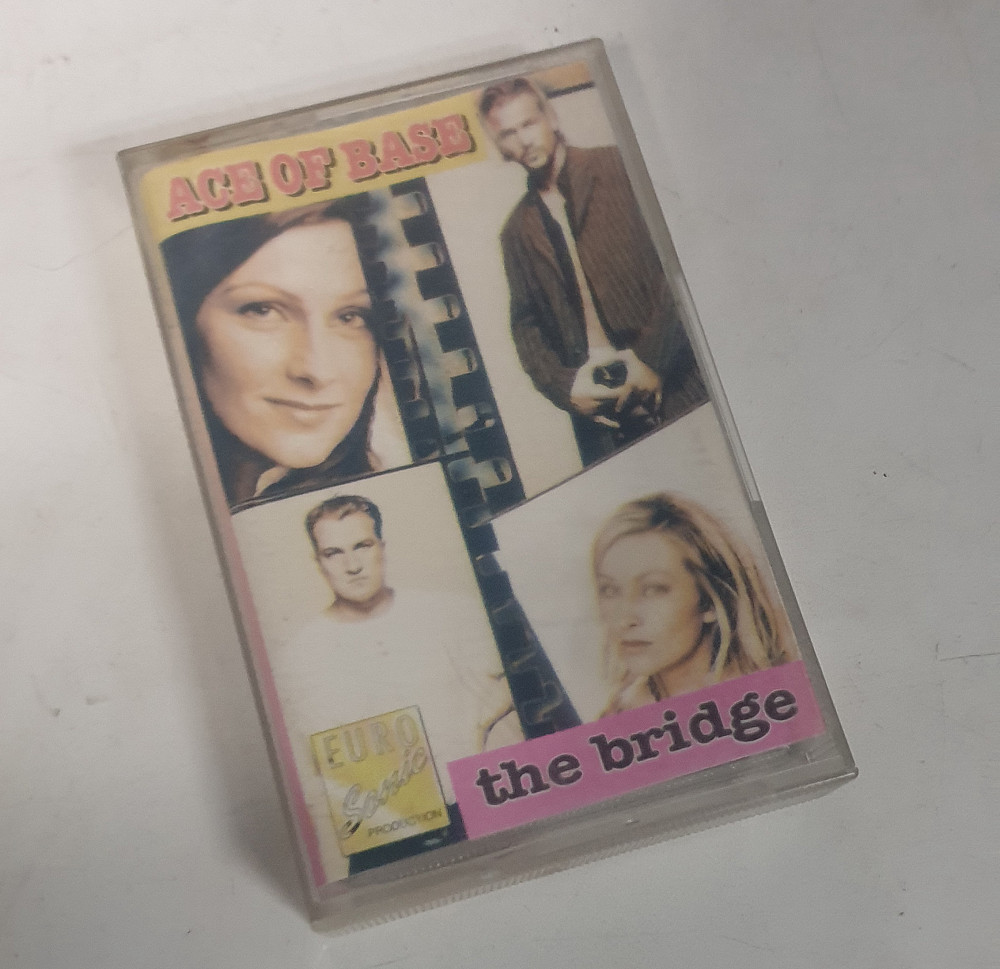 ACE OF BASE
EURO
Sonic
PRODUCTION
the bridge